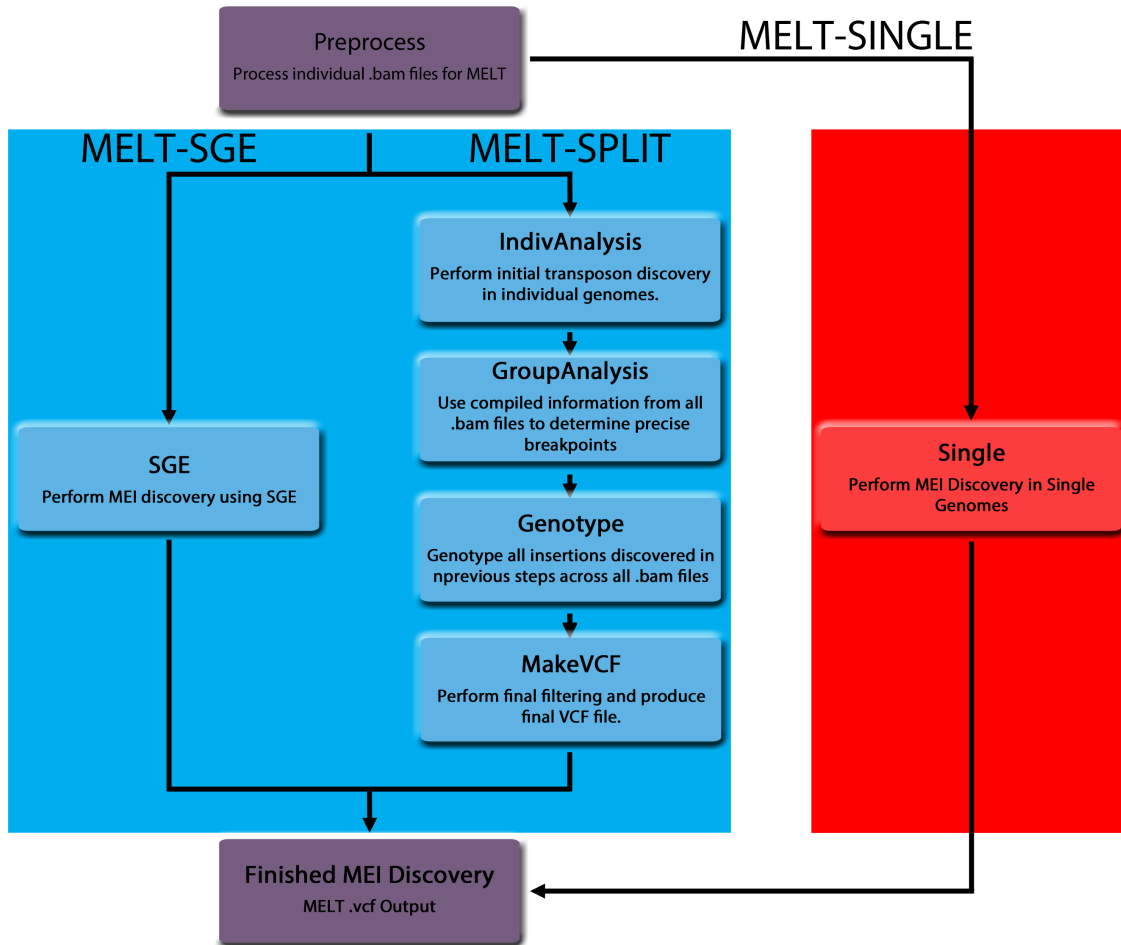 Preprocess
Process individual .bam files for MELT
MELT-SINGLE
MELT-SGE
MELT-SPLIT
IndivAnalysis
Perform initial transposon discovery
in individual genomes.
GroupAnalysis
Use compiled information from all
.bam files to determine precise
breakpoints
SGE
Perform MEI discovery using SGE
Single
Perform MEI Discovery in Single
Genomes
Genotype
Genotype all insertions discovered in
nprevious steps across all .bam files
MakeVCF
Perform final filtering and produce
final VCF file.
Finished MEI Discovery
MELT .vcf Output